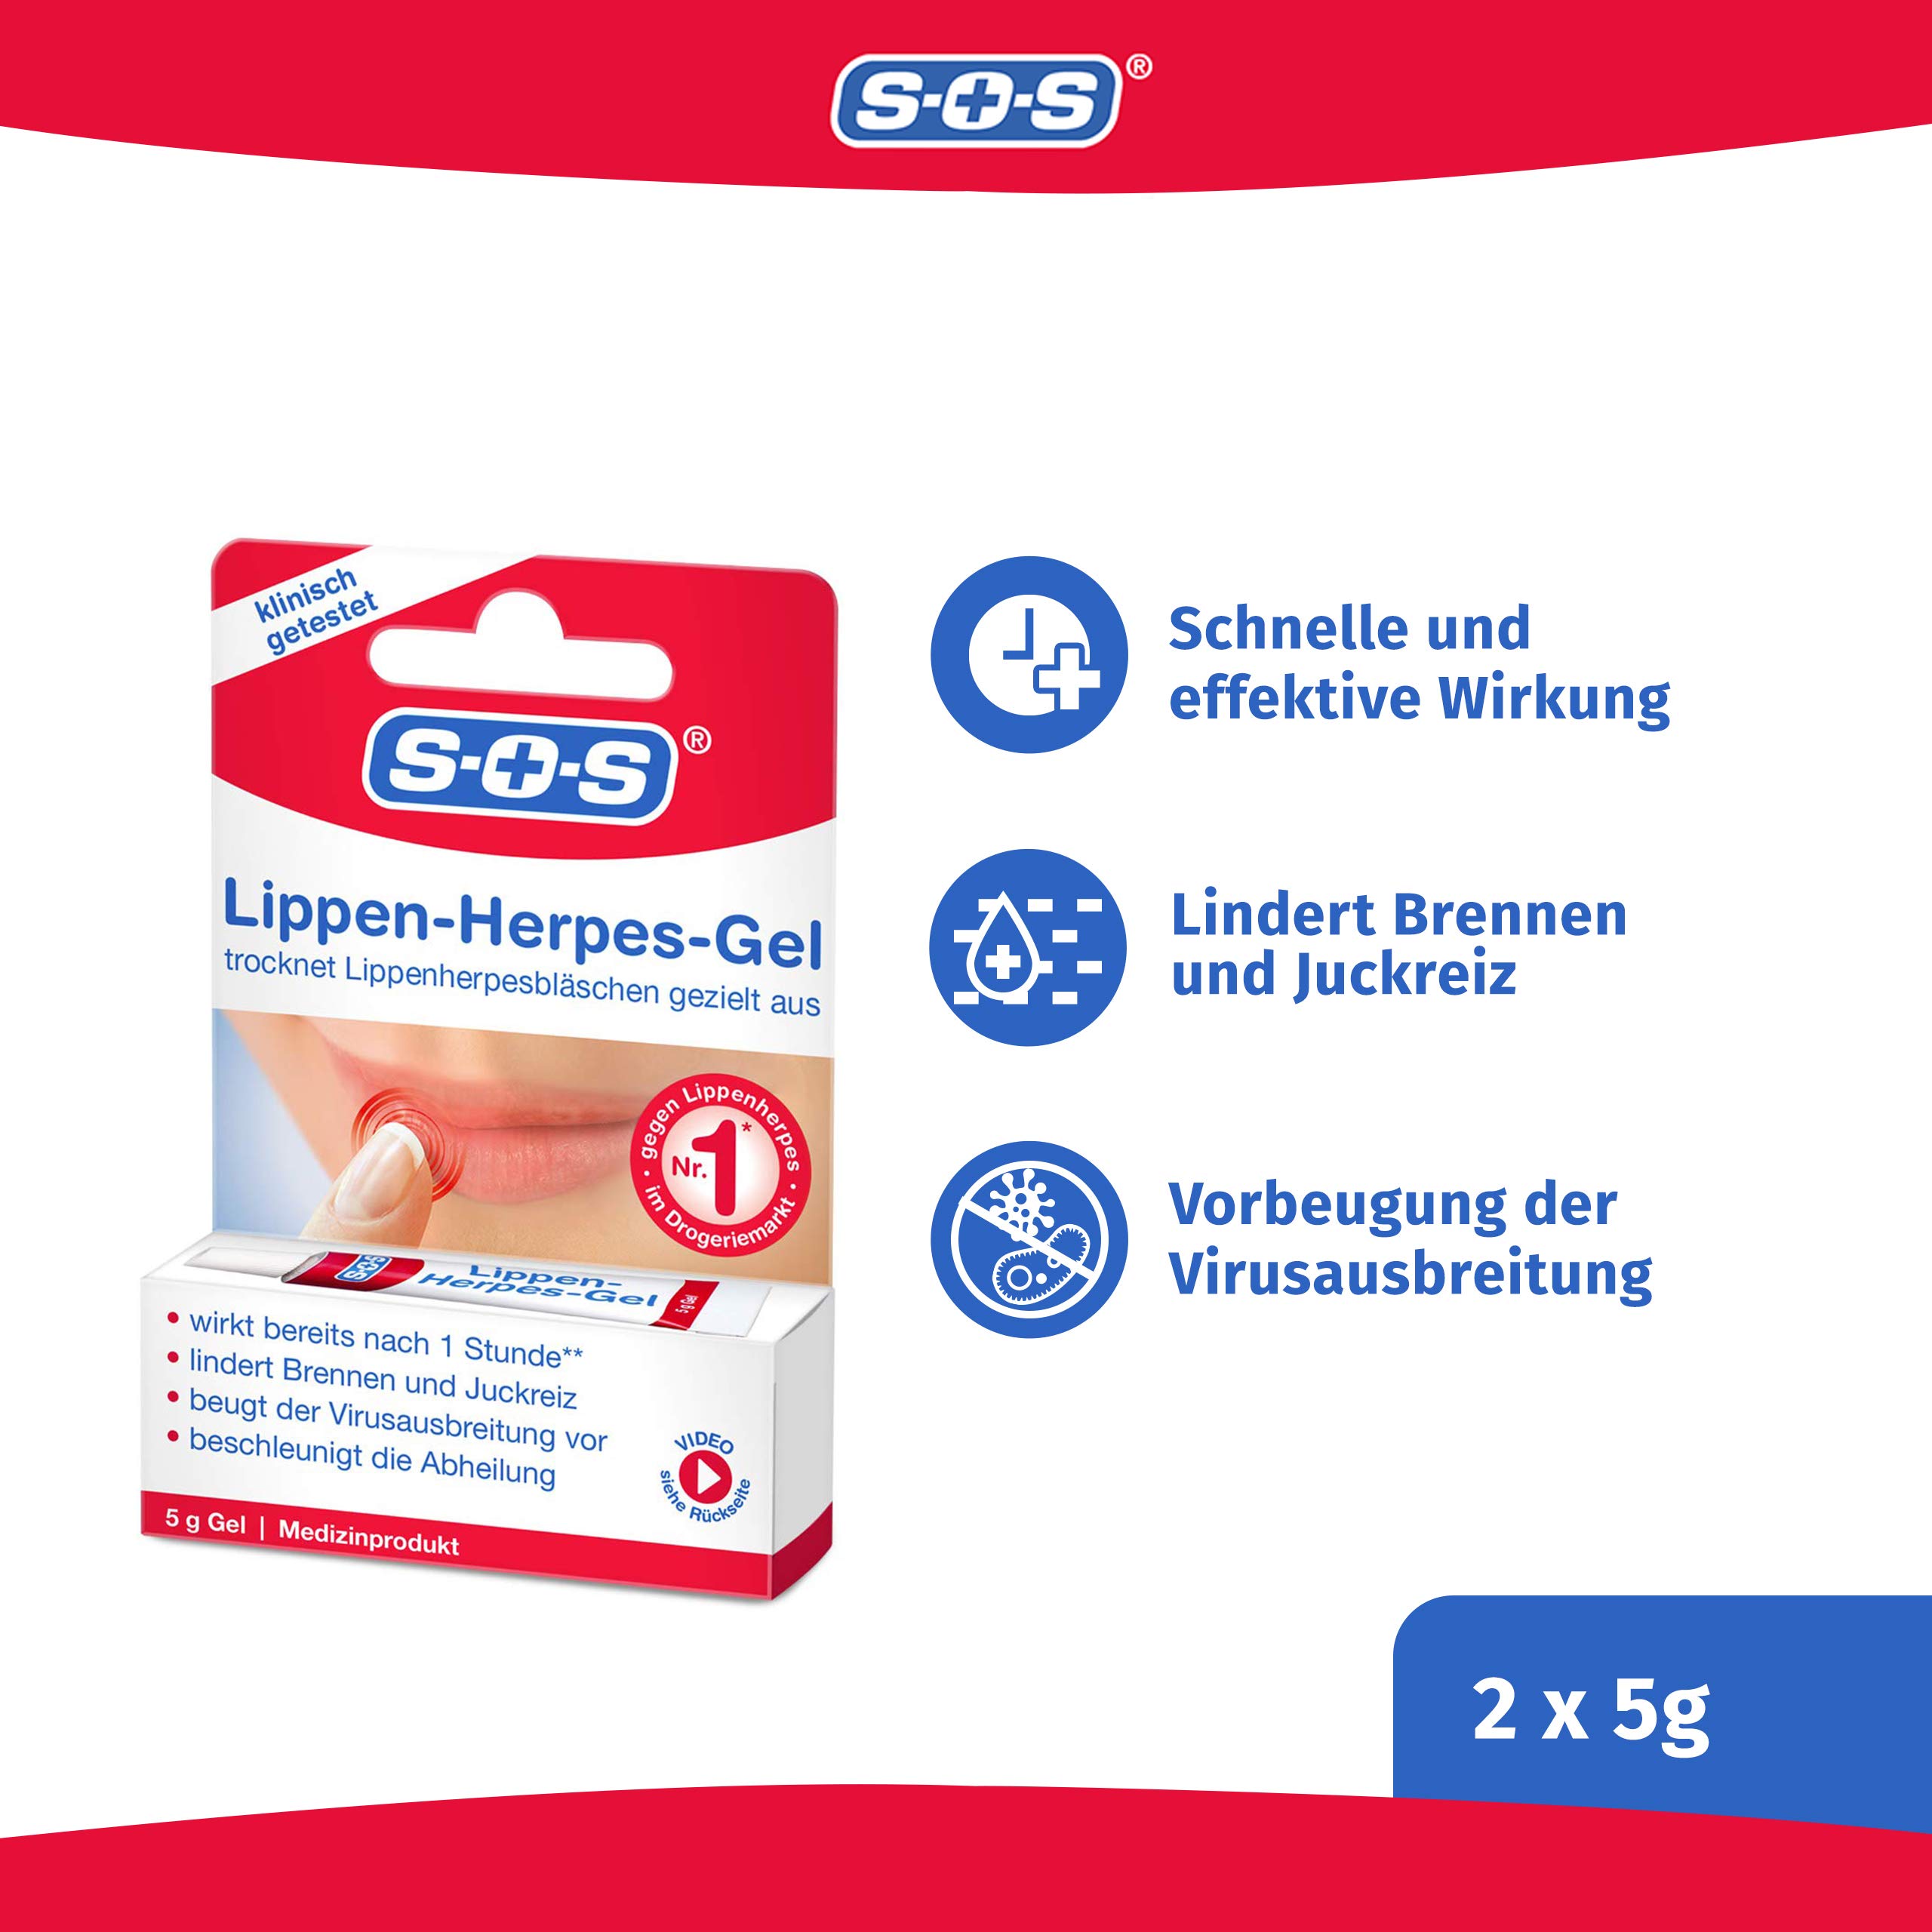 S-O-S®
klinisch
getestet
S-O-S®
Lippen-Herpes-Gel
trocknet Lippenherpesbläschen gezielt aus
gegen Lippenherpes
Nr. 1*
im Drogeriemarkt
SOS
Lippen-
Herpes-Gel
5 g Gel
• wirkt bereits nach 1 Stunde**
• lindert Brennen und Juckreiz
• beugt der Virusausbreitung vor
• beschleunigt die Abheilung
VIDEO
siehe Rückseite
5 g Gel | Medizinprodukt
Schnelle und
effektive Wirkung
Lindert Brennen
und Juckreiz
Vorbeugung der
Virusausbreitung
2 x 5g